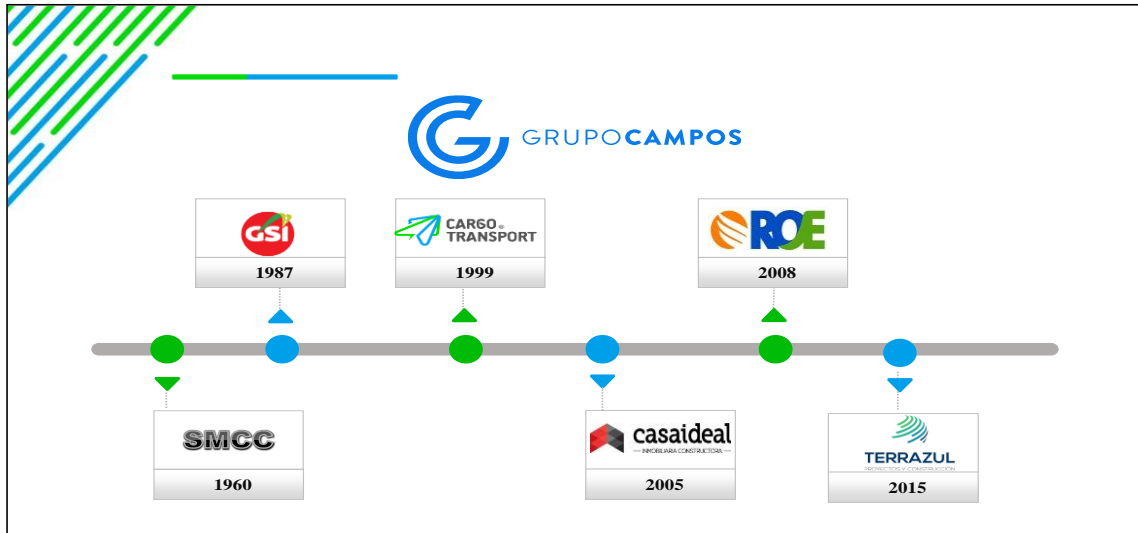 GRUPOCAMPOS
GSI
1987
CARGO
TRANSPORT
1999
ROE
2008
SMCC
1960
casaideal
INMOBILIARIA CONSTRUCTORA
2005
TERRAZUL
PROYECTOS Y CONSTRUCCIÓN
2015